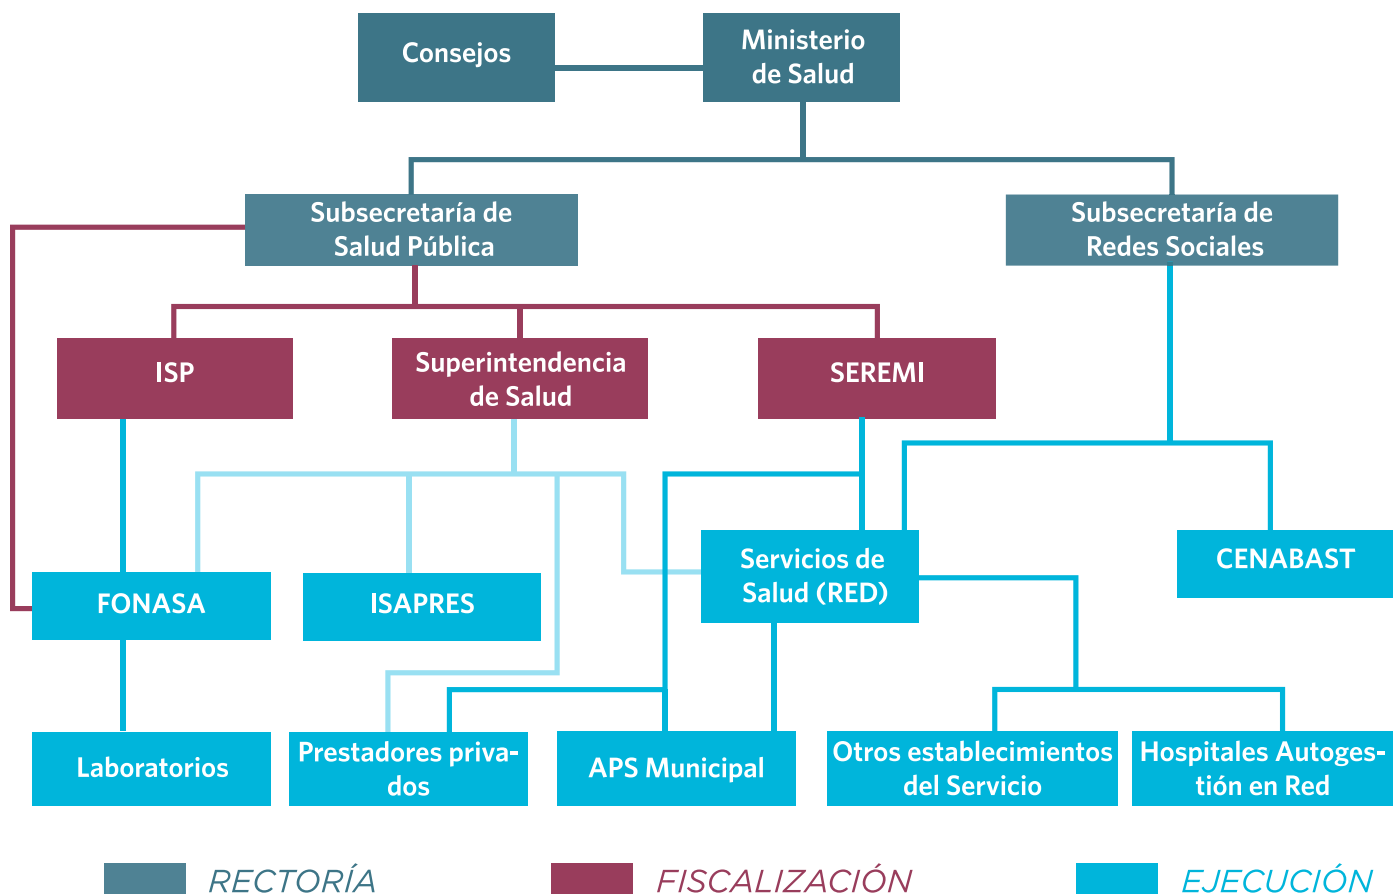 Consejos
Ministerio
de Salud
Subsecretaría de
Salud Pública
Subsecretaría de
Redes Sociales
ISP
Superintendencia
de Salud
SEREMI
Servicios de
Salud (RED)
CENABAST
FONASA
ISAPRES
Laboratorios
Prestadores priva-
dos
APS Municipal
Otros establecimientos
del Servicio
Hospitales Autoges-
tión en Red
RECTORÍA
FISCALIZACIÓN
EJECUCIÓN